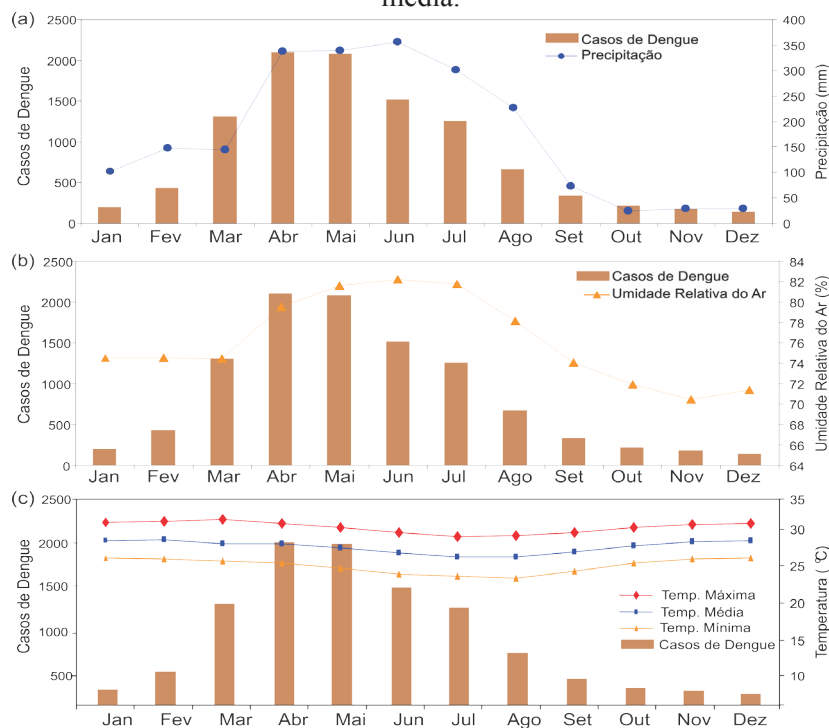 média.
(a)
Casos de Dengue
2500
2000
1500
1000
500
0
Casos de Dengue
Precipitação
400
350
300
250
200
150
100
50
0
Precipitação (mm)
Jan Fev Mar Abr Mai Jun Jul Ago Set Out Nov Dez
(b)
Casos de Dengue
2500
2000
1500
1000
500
0
Casos de Dengue
Umidade Relativa do Ar
84
82
80
78
76
74
72
70
68
66
64
Umidade Relativa do Ar (%)
Jan Fev Mar Abr Mai Jun Jul Ago Set Out Nov Dez
(c)
Casos de Dengue
2500
2000
1500
1000
500
Temp. Máxima
Temp. Média
Temp. Mínima
Casos de Dengue
35
30
25
20
15
10
Temperatura ( °C)
Jan Fev Mar Abr Mai Jun Jul Ago Set Out Nov Dez